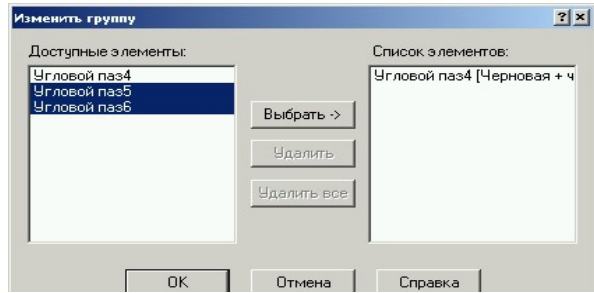 Изменить группу
Доступные элементы:
Список элементов:
Угловой паз4
Угловой паз5
Угловой паз6
Угловой паз4 [Черновая + ч
Выбрать ->
Удалить
Удалить все
OK
Отмена
Справка